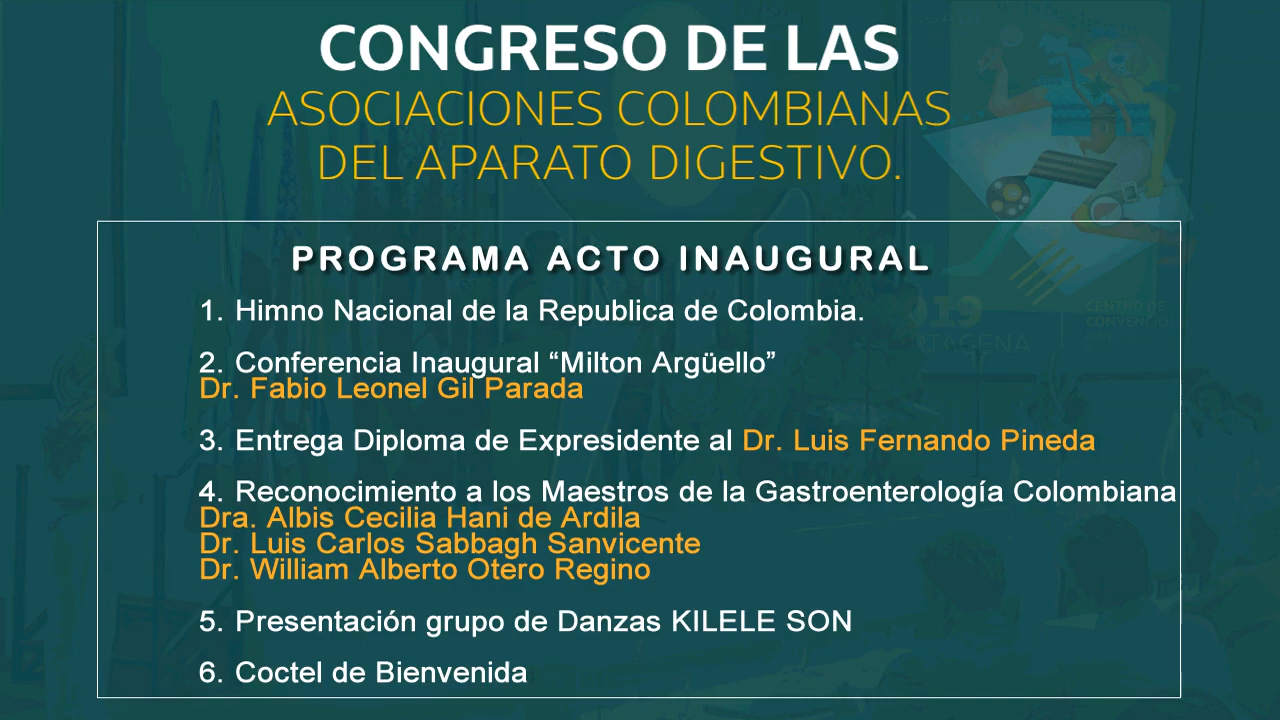 CONGRESO DE LAS
ASOCIACIONES COLOMBIANAS
DEL APARATO DIGESTIVO.
PROGRAMA ACTO INAUGURAL
1. Himno Nacional de la Republica de Colombia.
2. Conferencia Inaugural “Milton Argüello”
Dr. Fabio Leonel Gil Parada
3. Entrega Diploma de Expresidente al Dr. Luis Fernando Pineda
4. Reconocimiento a los Maestros de la Gastroenterología Colombiana
Dra. Albis Cecilia Hani de Ardila
Dr. Luis Carlos Sabbagh Sanvicente
Dr. William Alberto Otero Regino
5. Presentación grupo de Danzas KILELE SON
6. Coctel de Bienvenida
2019
CENTRO DE